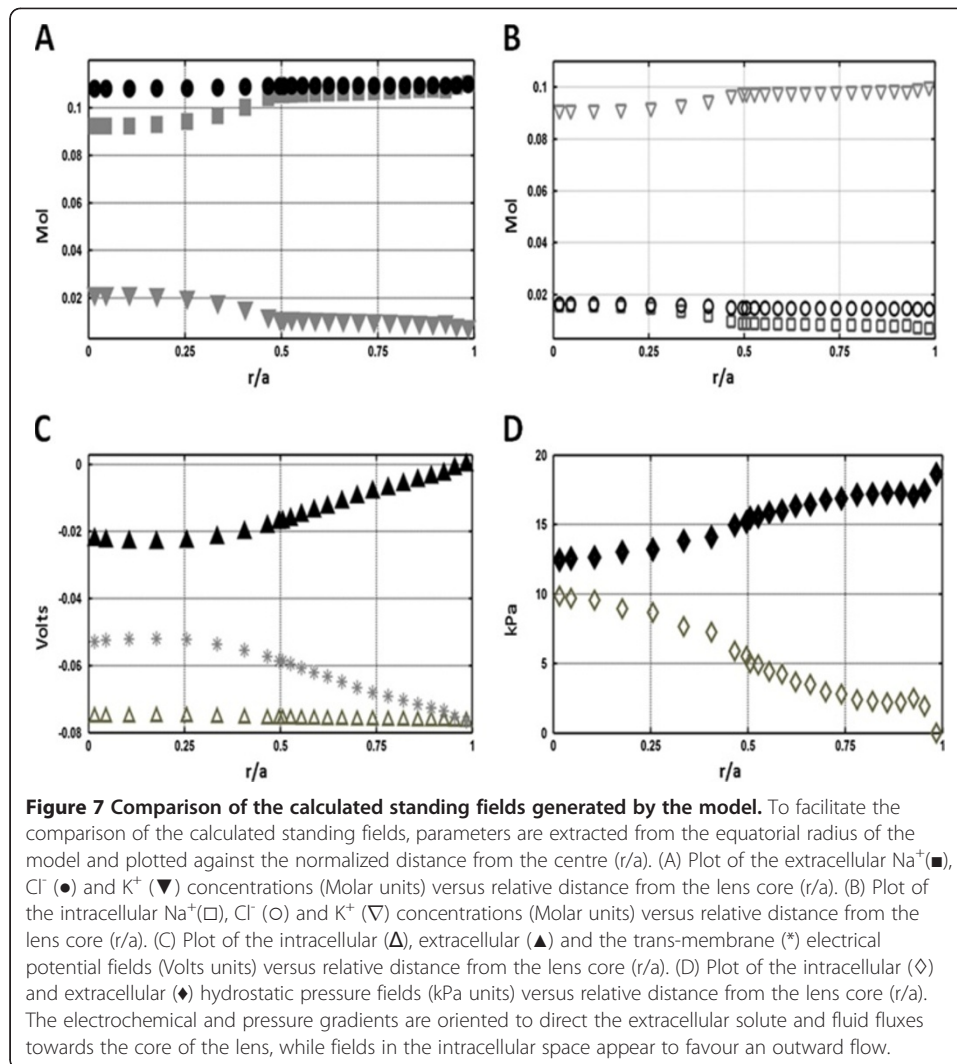 A
B
0.1
0.08
0.06
0.04
0.02
Mol
0 0.25 0.5 0.75 1
r/a
0.1
0.08
0.06
0.04
0.02
Mol
0 0.25 0.5 0.75 1
r/a
C
D
0
-0.02
-0.04
-0.06
-0.08
Volts
0 0.25 0.5 0.75 1
r/a
20
15
10
5
0
kPa
0 0.25 0.5 0.75 1
r/a
Figure 7 Comparison of the calculated standing fields generated by the model. To facilitate the
comparison of the calculated standing fields, parameters are extracted from the equatorial radius of the
model and plotted against the normalized distance from the centre (r/a). (A) Plot of the extracellular Na⁺(■),
Cl⁻ (●) and K⁺ (▼) concentrations (Molar units) versus relative distance from the lens core (r/a). (B) Plot of
the intracellular Na⁺(□), Cl⁻ (○) and K⁺ (▽) concentrations (Molar units) versus relative distance from the
lens core (r/a). (C) Plot of the intracellular (Δ), extracellular (▲) and the trans-membrane (*) electrical
potential fields (Volts units) versus relative distance from the lens core (r/a). (D) Plot of the intracellular (◊)
and extracellular (♦) hydrostatic pressure fields (kPa units) versus relative distance from the lens core (r/a).
The electrochemical and pressure gradients are oriented to direct the extracellular solute and fluid fluxes
towards the core of the lens, while fields in the intracellular space appear to favour an outward flow.